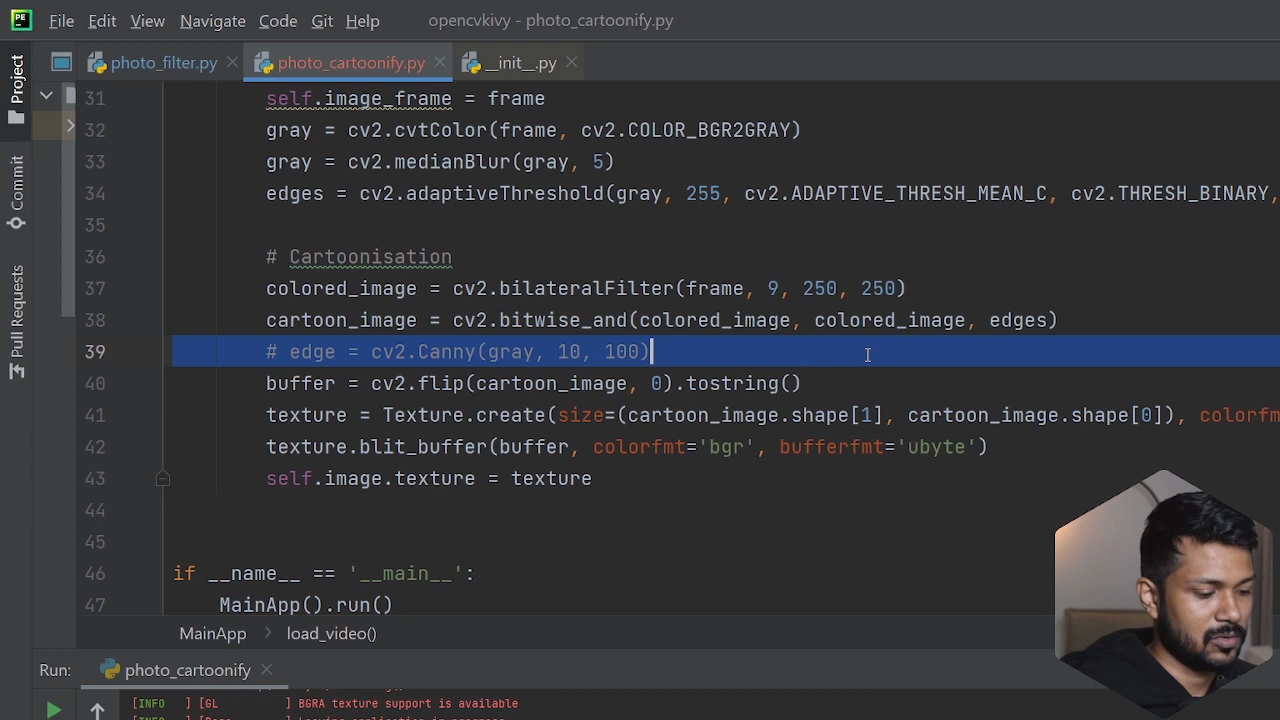 PE File Edit View Navigate Code Git Help opencvkivy - photo_cartoonify.py
photo_filter.py photo_cartoonify.py __init__.py
Project
Commit
Pull Requests
31 self.image_frame = frame
32 gray = cv2.cvtColor(frame, cv2.COLOR_BGR2GRAY)
33 gray = cv2.medianBlur(gray, 5)
34 edges = cv2.adaptiveThreshold(gray, 255, cv2.ADAPTIVE_THRESH_MEAN_C, cv2.THRESH_BINARY,
35
36 # Cartoonisation
37 colored_image = cv2.bilateralFilter(frame, 9, 250, 250)
38 cartoon_image = cv2.bitwise_and(colored_image, colored_image, edges)
39 # edge = cv2.Canny(gray, 10, 100)
40 buffer = cv2.flip(cartoon_image, 0).tostring()
41 texture = Texture.create(size=(cartoon_image.shape[1], cartoon_image.shape[0]), colorfm
42 texture.blit_buffer(buffer, colorfmt='bgr', bufferfmt='ubyte')
43 self.image.texture = texture
44
45
46 if __name__ == '__main__':
47 MainApp().run()
MainApp > load_video()
Run: photo_cartoonify
[INFO ] [GL ] BGRA texture support is available